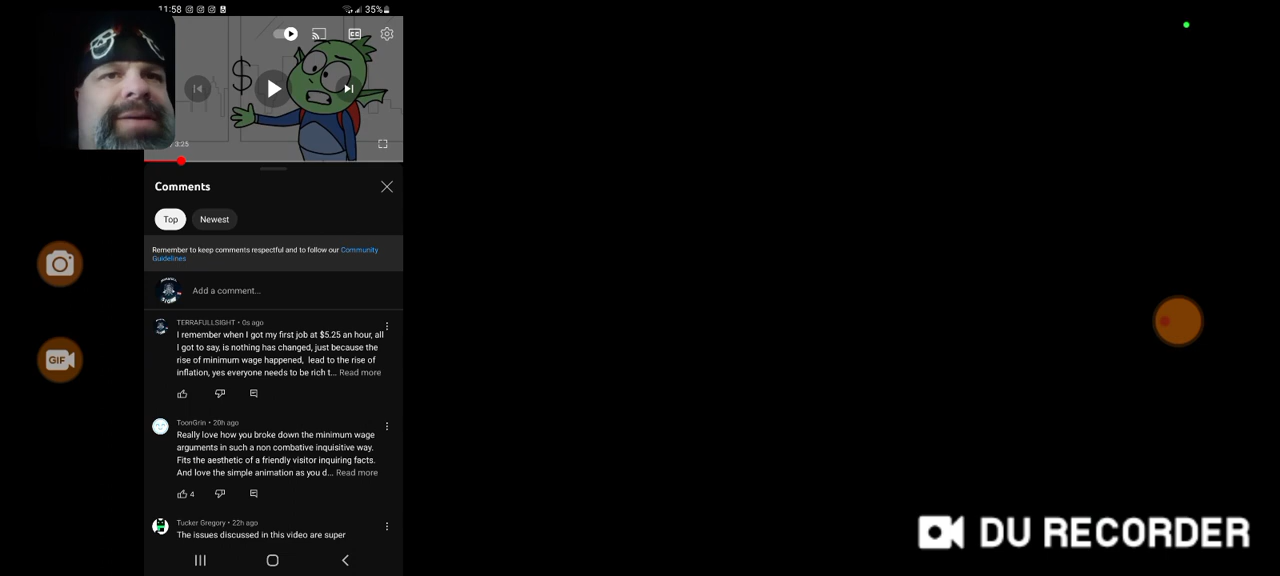 11:58
35%
$
CC
3:25
Comments
Top
Newest
Remember to keep comments respectful and to follow our Community
Guidelines
Add a comment...
TERRAFULLSIGHT • 0s ago
I remember when I got my first job at $5.25 an hour, all
I got to say, is nothing has changed, just because the
rise of minimum wage happened, lead to the rise of
inflation, yes everyone needs to be rich t... Read more
ToonGrin • 20h ago
Really love how you broke down the minimum wage
arguments in such a non combative inquisitive way.
Fits the aesthetic of a friendly visitor inquiring facts.
And love the simple animation as you d... Read more
4
Tucker Gregory • 22h ago
The issues discussed in this video are super
GIF
DU RECORDER